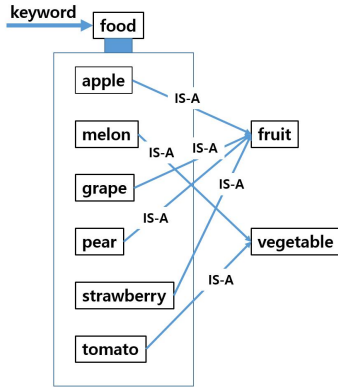 keyword
food
apple
IS-A
melon
fruit
IS-A
IS-A
grape
IS-A
IS-A
pear
vegetable
IS-A
strawberry
tomato